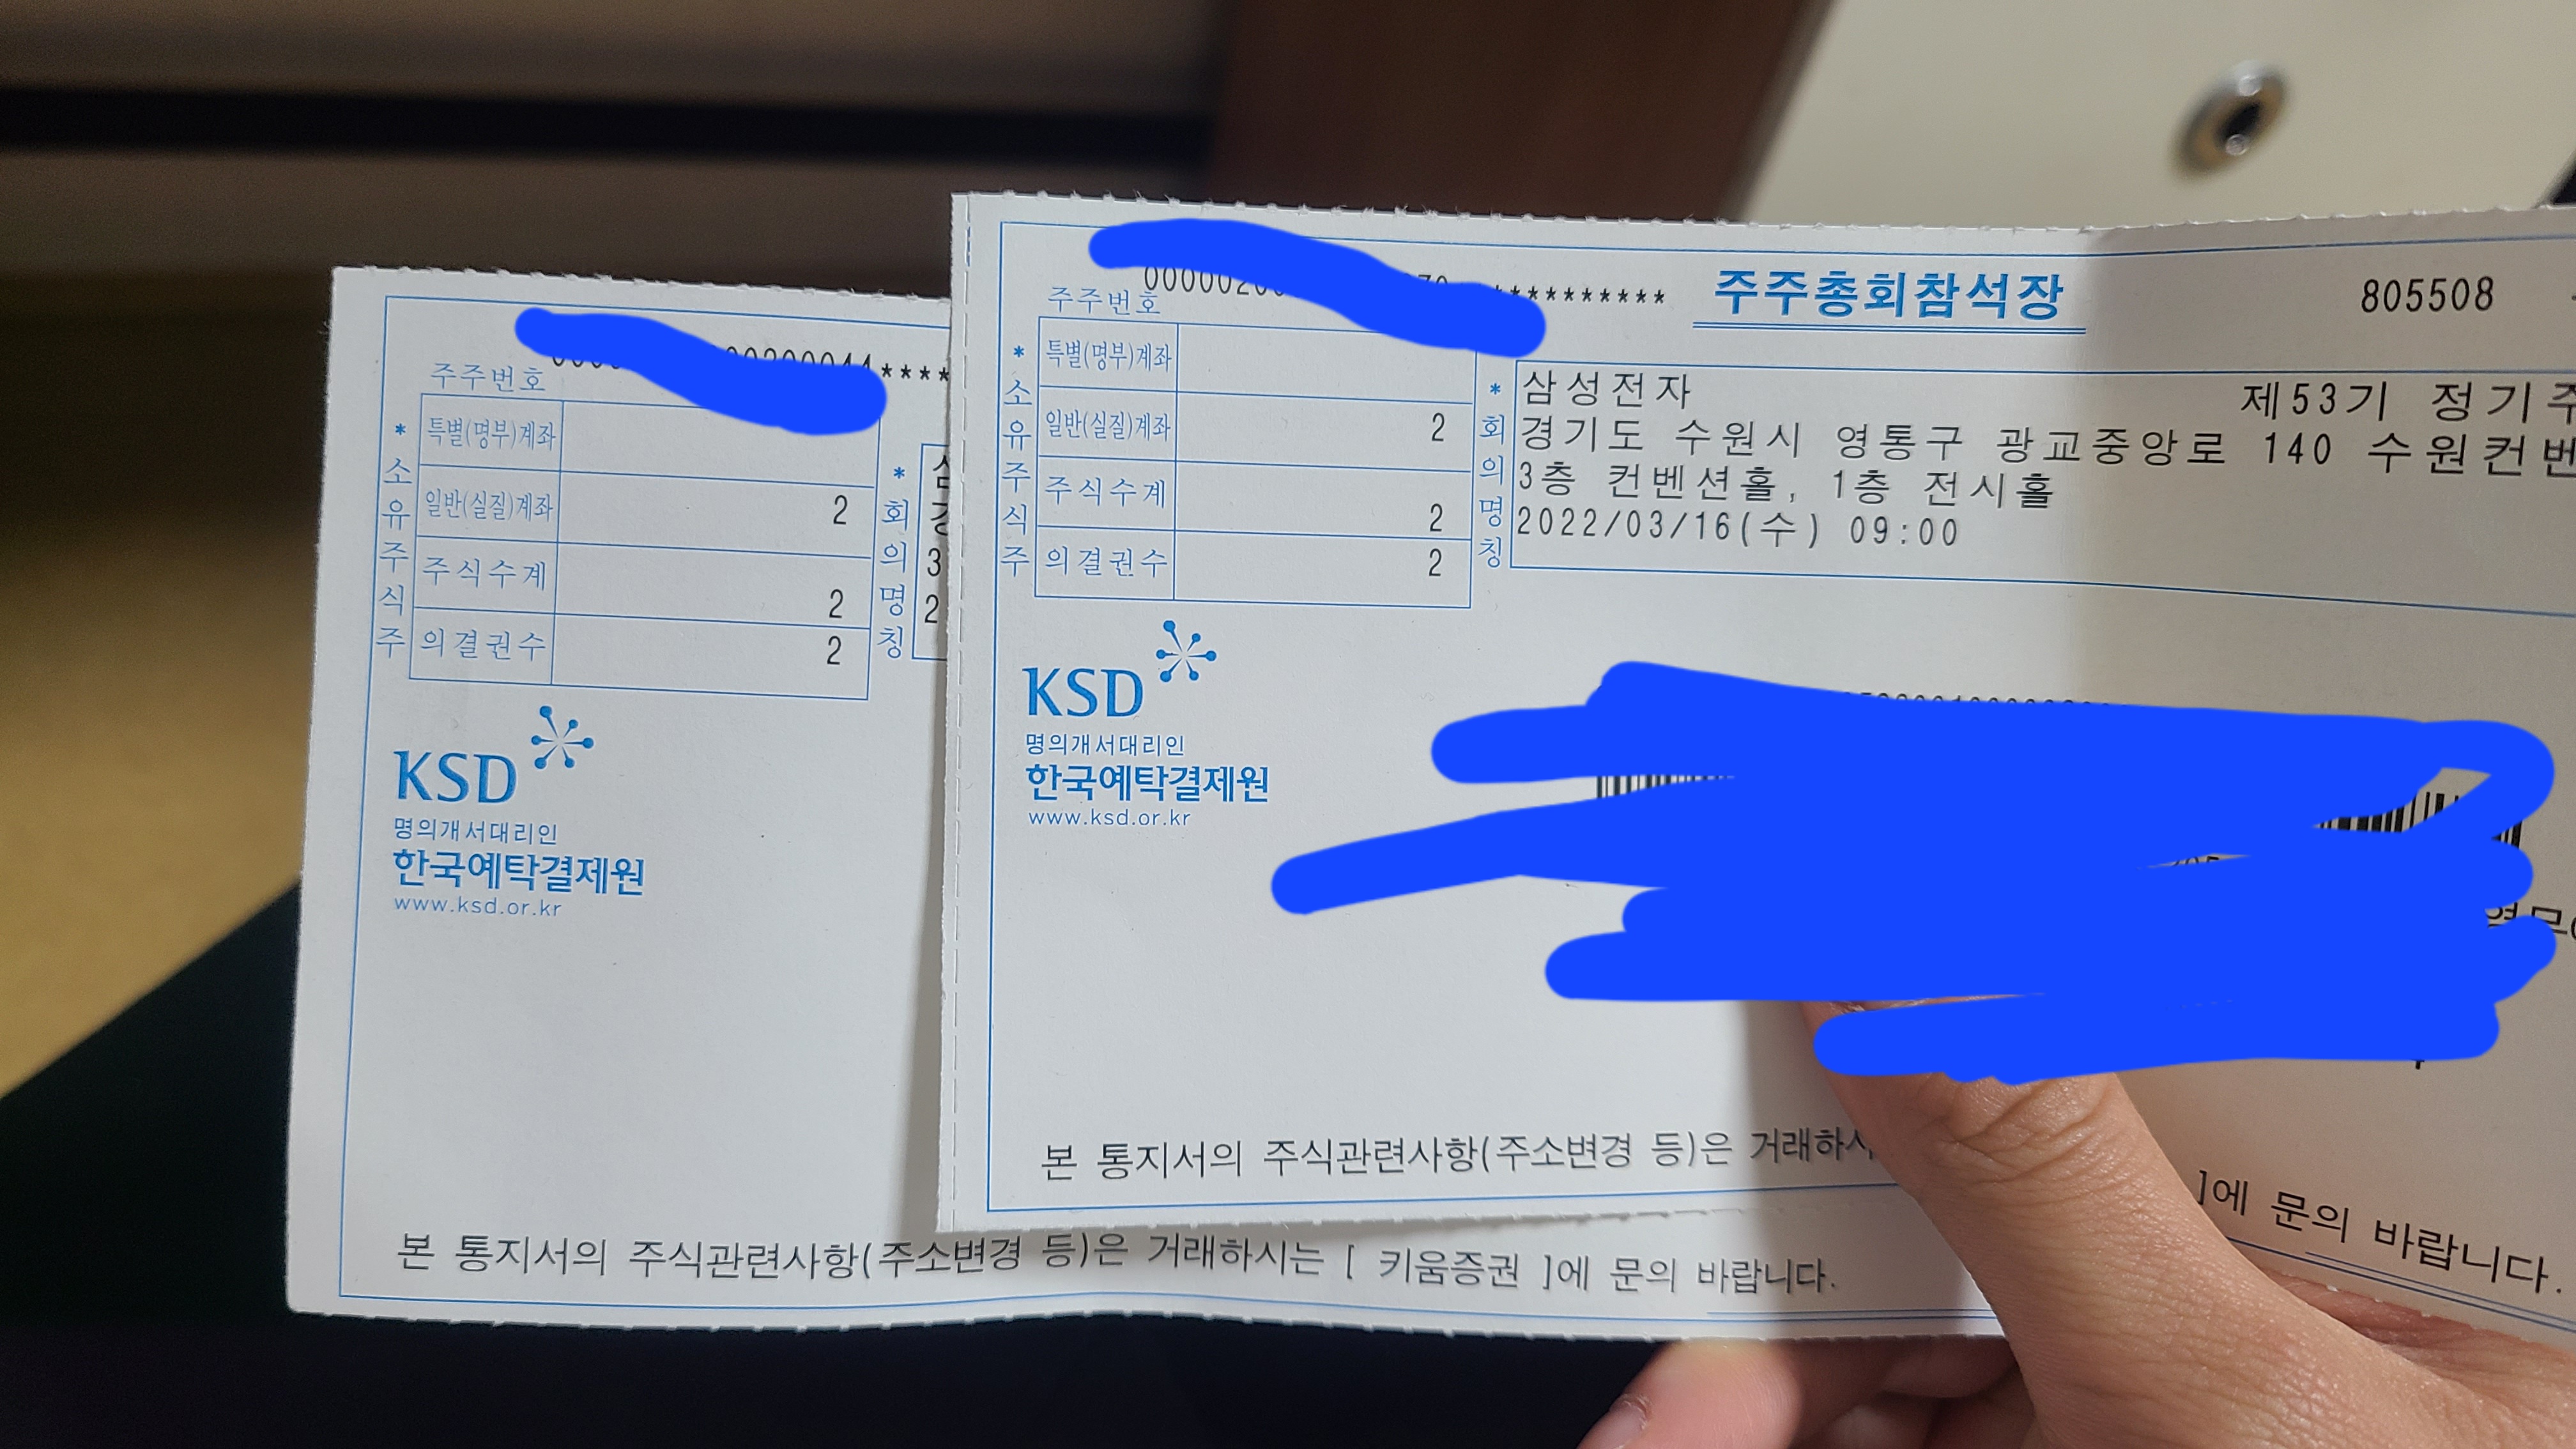 주주번호
* 소유주식주
특별(명부)계좌
일반(실질)계좌 2
주식수계 2
의결권수 2
* 회의명칭
3
2
KSD
명의개서대리인
한국예탁결제원
www.ksd.or.kr
본 통지서의 주식관련사항(주소변경 등)은 거래하시는 [ 키움증권 ]에 문의 바랍니다.
주주총회참석장
805508
주주번호 ***********
* 소유주식주
특별(명부)계좌
일반(실질)계좌 2
주식수계 2
의결권수 2
* 회의명칭
삼성전자 제53기
경기도 수원시 영통구 광교중앙로 140
3층 컨벤션홀, 1층 전시홀
2022/03/16(수) 09:00
KSD
명의개서대리인
한국예탁결제원
www.ksd.or.kr
본 통지서의 주식관련사항(주소변경 등)은 ]에 문의 바랍니다.